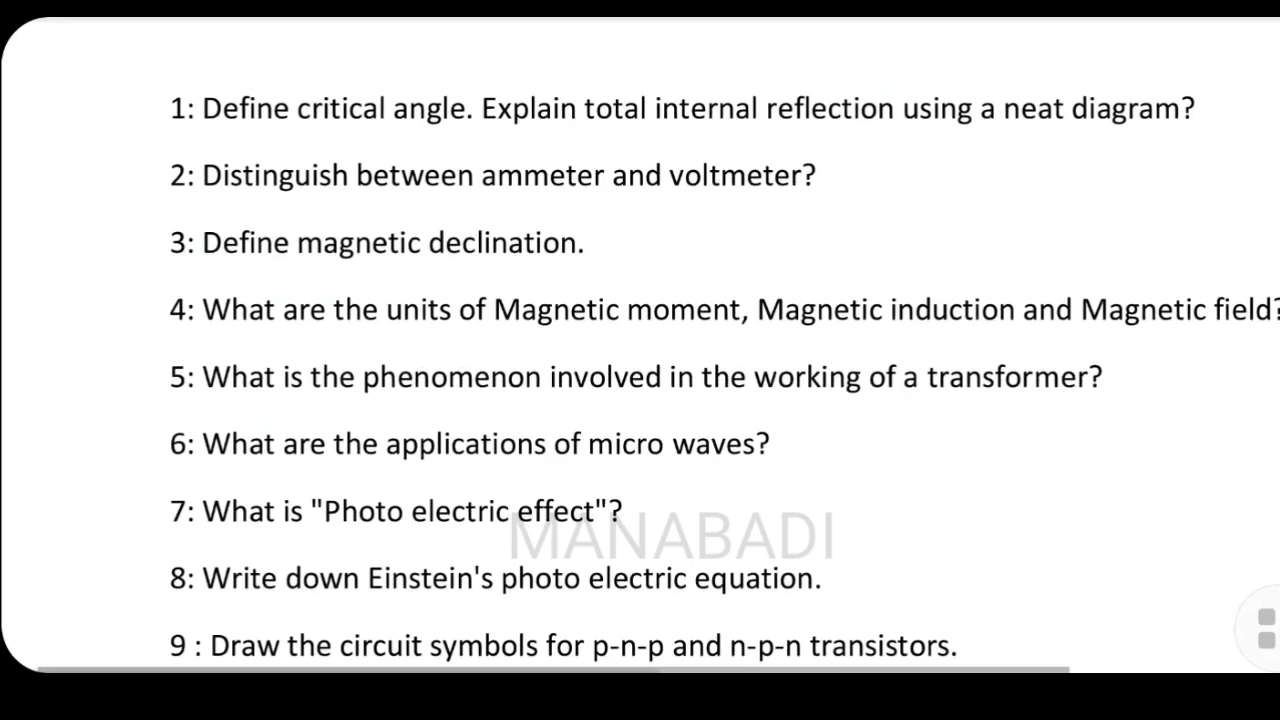 1: Define critical angle. Explain total internal reflection using a neat diagram?
2: Distinguish between ammeter and voltmeter?
3: Define magnetic declination.
4: What are the units of Magnetic moment, Magnetic induction and Magnetic field?
5: What is the phenomenon involved in the working of a transformer?
6: What are the applications of micro waves?
7: What is "Photo electric effect"?
MANABADI
8: Write down Einstein's photo electric equation.
9 : Draw the circuit symbols for p-n-p and n-p-n transistors.